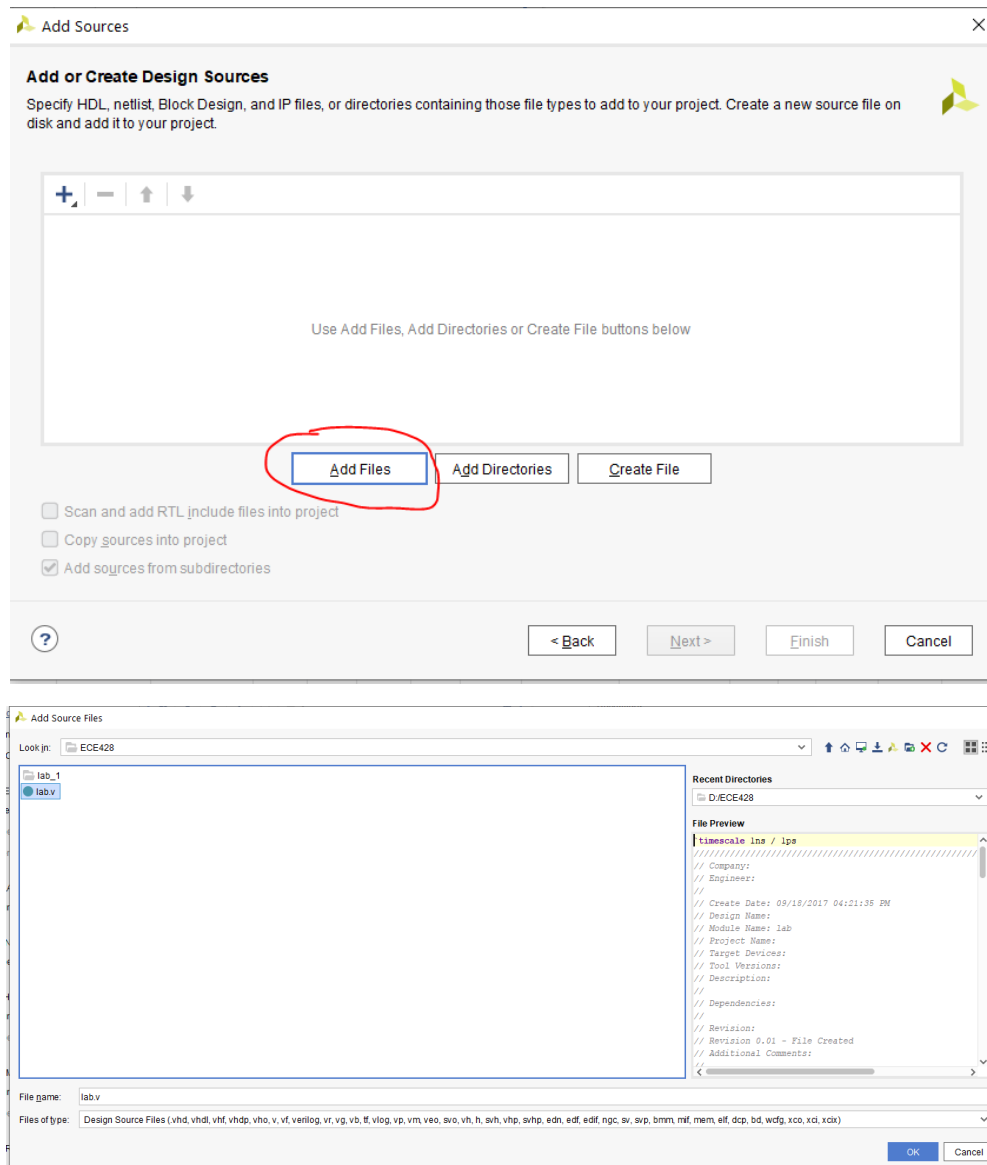 Add Sources
Add or Create Design Sources
Specify HDL, netlist, Block Design, and IP files, or directories containing those file types to add to your project. Create a new source file on
disk and add it to your project.
Use Add Files, Add Directories or Create File buttons below
Add Files Add Directories Create File
Scan and add RTL include files into project
Copy sources into project
Add sources from subdirectories
? < Back Next > Finish Cancel
Add Source Files
Look in: ECE428
lab_1
lab.v
Recent Directories
D:/ECE428
File Preview
`timescale 1ns / 1ps
//////////////////////////////////////////////////////
// Company:
// Engineer:
//
// Create Date: 09/18/2017 04:21:35 PM
// Design Name:
// Module Name: lab
// Project Name:
// Target Devices:
// Tool Versions:
// Description:
//
// Dependencies:
//
// Revision:
// Revision 0.01 - File Created
// Additional Comments:
//
File name: lab.v
Files of type: Design Source Files (.vhd, vhdl, vhf, vhdp, vho, v, vf, verilog, vr, vg, vb, tf, vlog, vp, vm, veo, svo, vh, h, svh, vhp, svhp, edn, edf, edif, ngc, sv, svp, bmm, mif, mem, elf, dcp, bd, wcfg, xco, xci, xcix)
OK Cancel